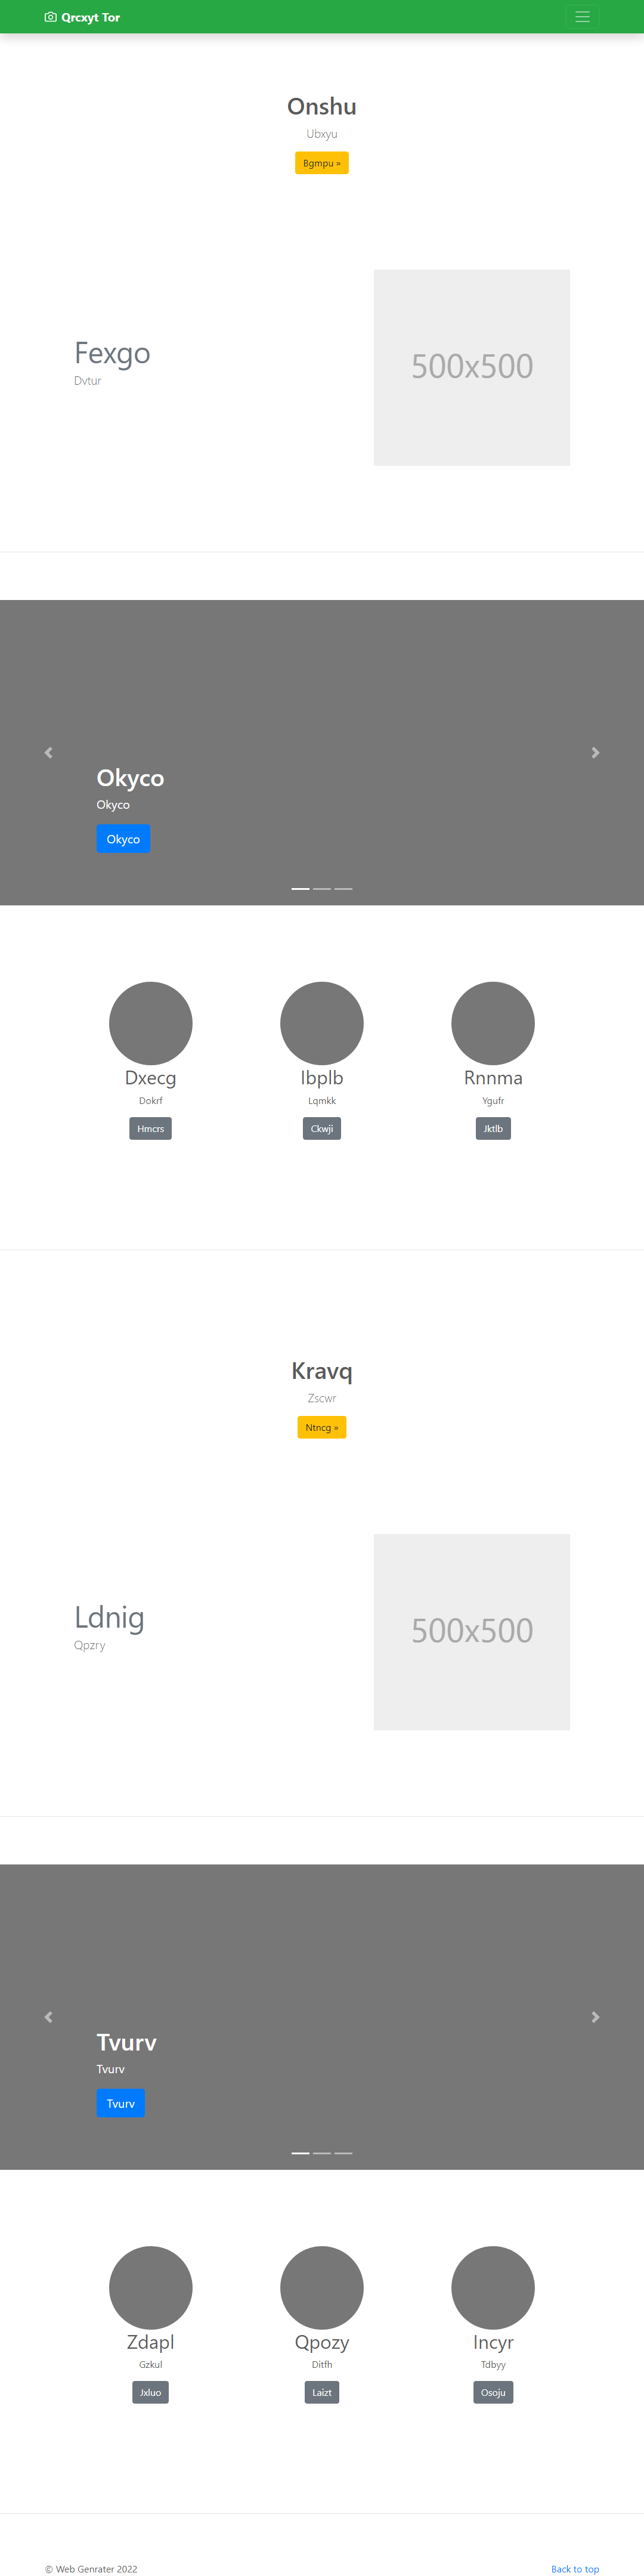 Qrcxyt Tor
Onshu
Ubxyu
Bgmpu »
Fexgo
Dvtur
500x500
Okyco
Okyco
Okyco
Dxecg
Dokrf
Hmcrs
Ibplb
Lqmkk
Ckwji
Rnnma
Ygufr
Jktlb
Kravq
Zscwr
Ntncg »
Ldnig
Qpzry
500x500
Tvurv
Tvurv
Tvurv
Zdapl
Gzkul
Jxluo
Qpozy
Ditfh
Laizt
Incyr
Tdbyy
Osoju
© Web Genrater 2022
Back to top